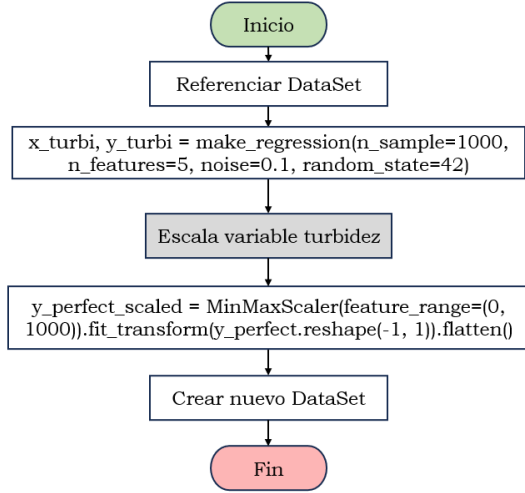 Inicio
Referenciar DataSet
x_turbi, y_turbi = make_regression(n_sample=1000,
n_features=5, noise=0.1, random_state=42)
Escala variable turbidez
y_perfect_scaled = MinMaxScaler(feature_range=(0,
1000)).fit_transform(y_perfect.reshape(-1, 1)).flatten()
Crear nuevo DataSet
Fin